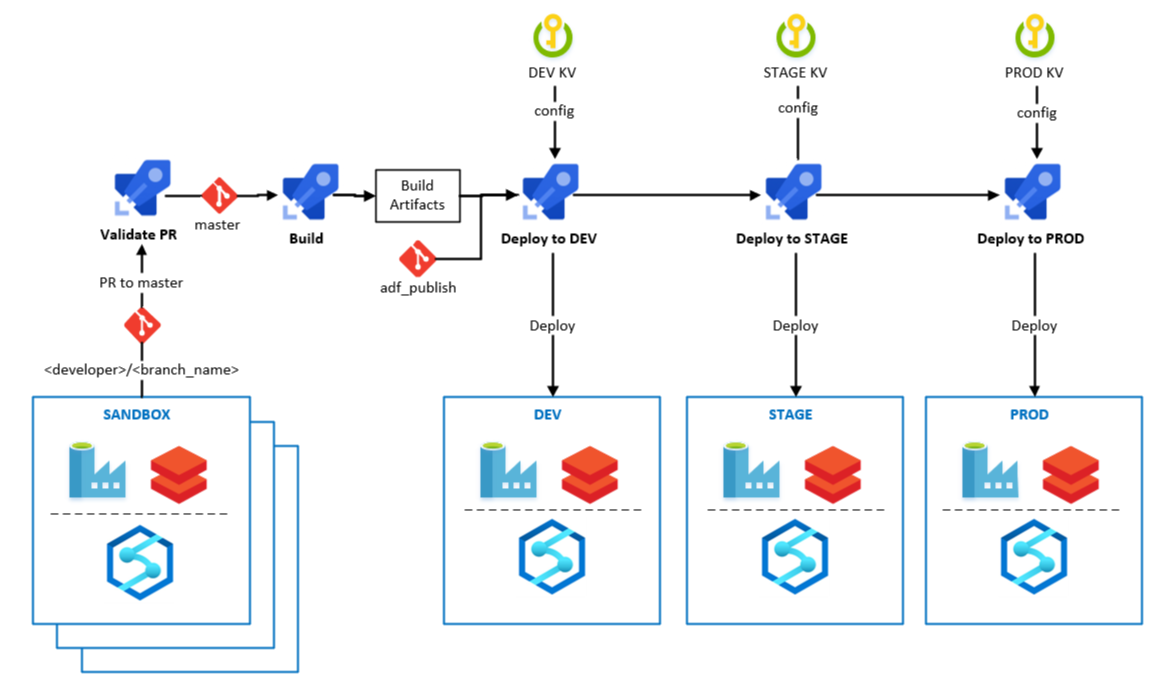 DEV KV
STAGE KV
PROD KV
config
config
config
Build
Artifacts
master
Validate PR
Build
Deploy to DEV
Deploy to STAGE
Deploy to PROD
PR to master
adf_publish
Deploy
Deploy
Deploy
<developer>/<branch_name>
SANDBOX
DEV
STAGE
PROD